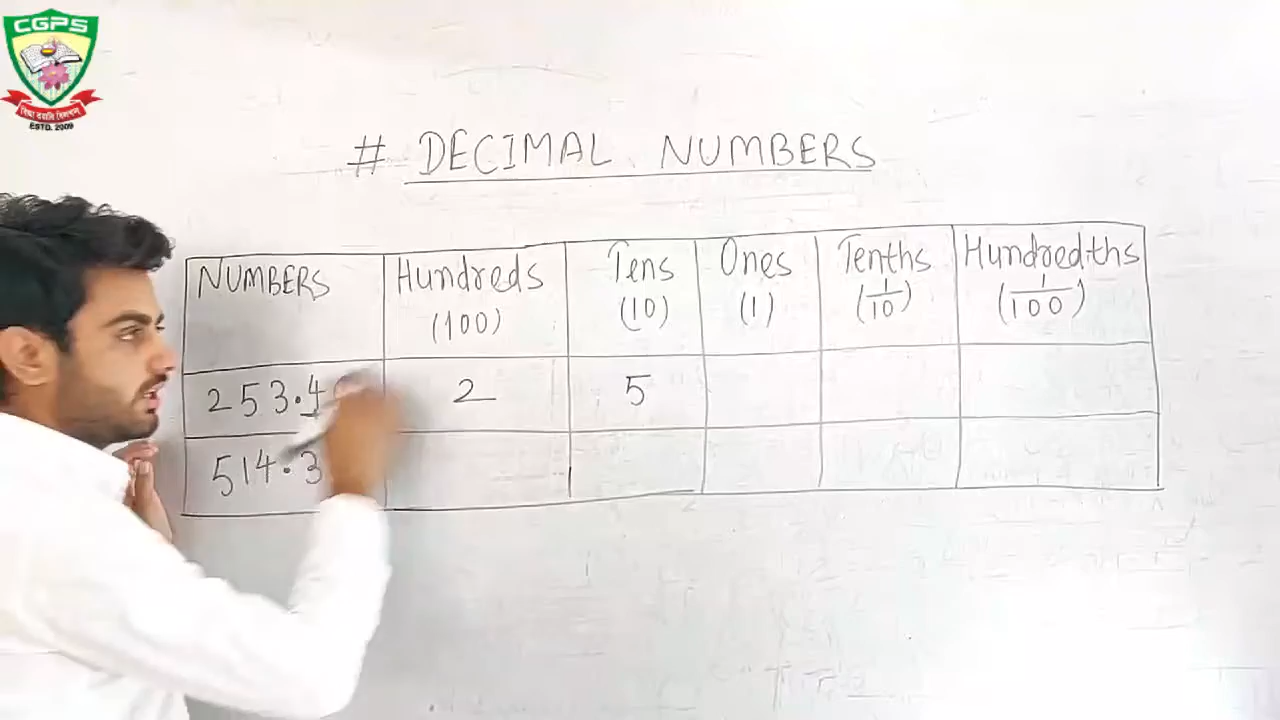 CGPS
ESTD. 2009
# DECIMAL NUMBERS
NUMBERS Hundreds Tens Ones Tenths Hundredths
(100) (10) (1) (1/10) (1/100)
253.4 2 5
514.3